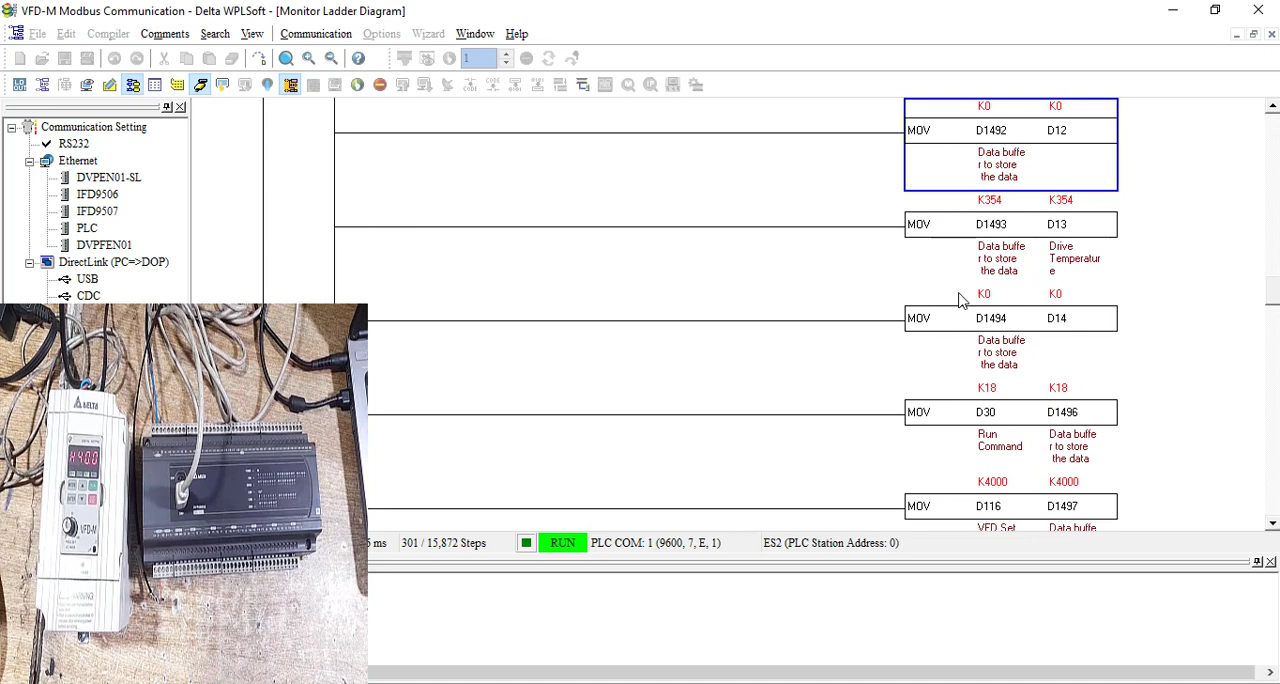 VFD-M Modbus Communication - Delta WPLSoft - [Monitor Ladder Diagram]
File Edit Compiler Comments Search View Communication Options Wizard Window Help
1
Communication Setting
RS232
Ethernet
DVPEN01-SL
IFD9506
IFD9507
PLC
DVPFEN01
DirectLink (PC=>DOP)
USB
CDC
K0 K0
MOV D1492 D12
Data buffe
r to store
the data
K354 K354
MOV D1493 D13
Data buffe Drive
r to store Temperatur
the data e
K0 K0
MOV D1494 D14
Data buffe
r to store
the data
K18 K18
MOV D30 D1496
Run Data buffe
Command r to store
the data
K4000 K4000
MOV D116 D1497
VFD Set Data buffe
ms 301 / 15,872 Steps RUN PLC COM: 1 (9600, 7, E, 1) ES2 (PLC Station Address: 0)
DELTA
H400
VFD-M